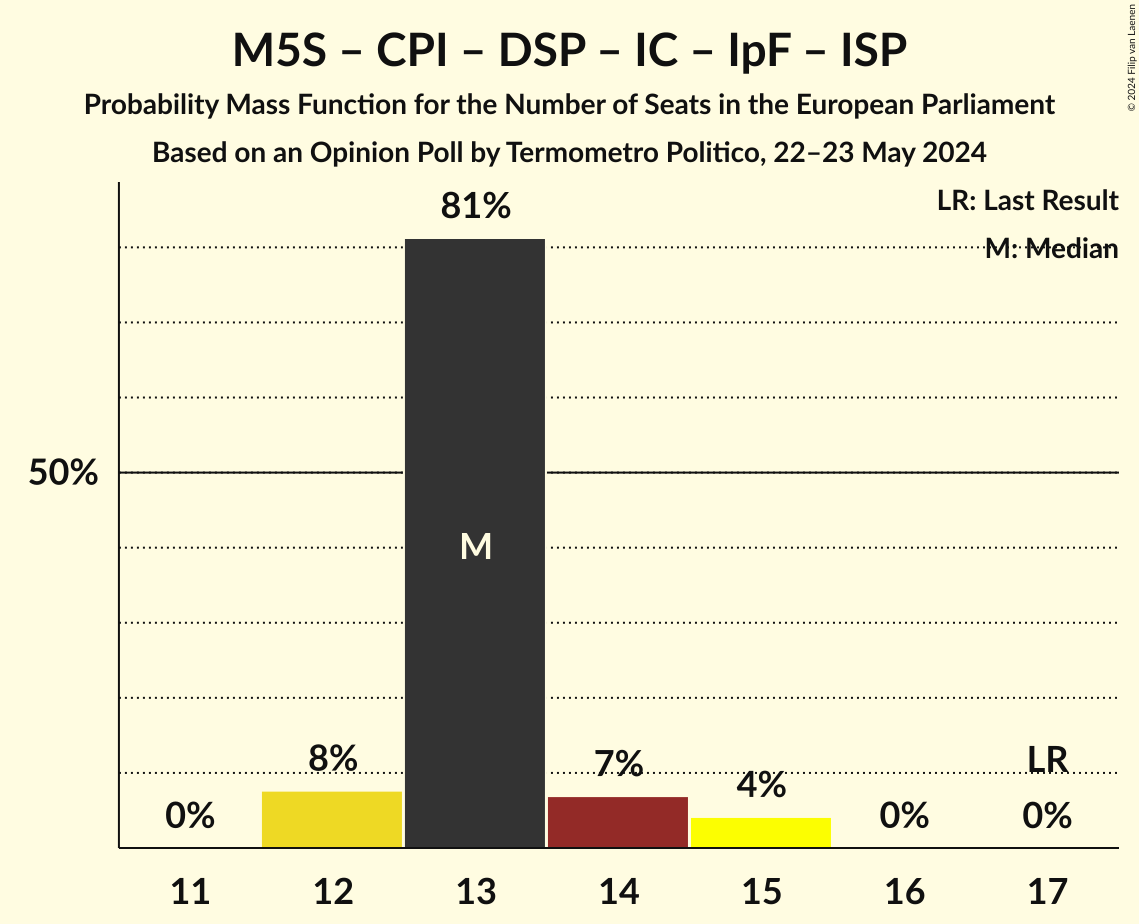 M5S – CPI – DSP – IC – IpF – ISP
Probability Mass Function for the Number of Seats in the European Parliament
Based on an Opinion Poll by Termometro Politico, 22–23 May 2024
© 2024 Filip van Laenen
LR: Last Result
M: Median
81%
50%
M
8%
7%
4%
LR
0%
0%
0%
11 12 13 14 15 16 17